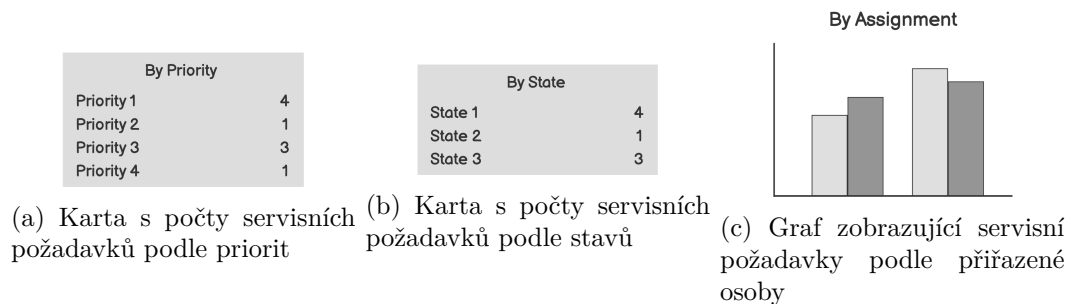 By Priority
Priority 1 4
Priority 2 1
Priority 3 3
Priority 4 1
(a) Karta s počty servisních
požadavků podle priorit
By State
State 1 4
State 2 1
State 3 3
(b) Karta s počty servisních
požadavků podle stavů
By Assignment
(c) Graf zobrazující servisní
požadavky podle přiřazené
osoby